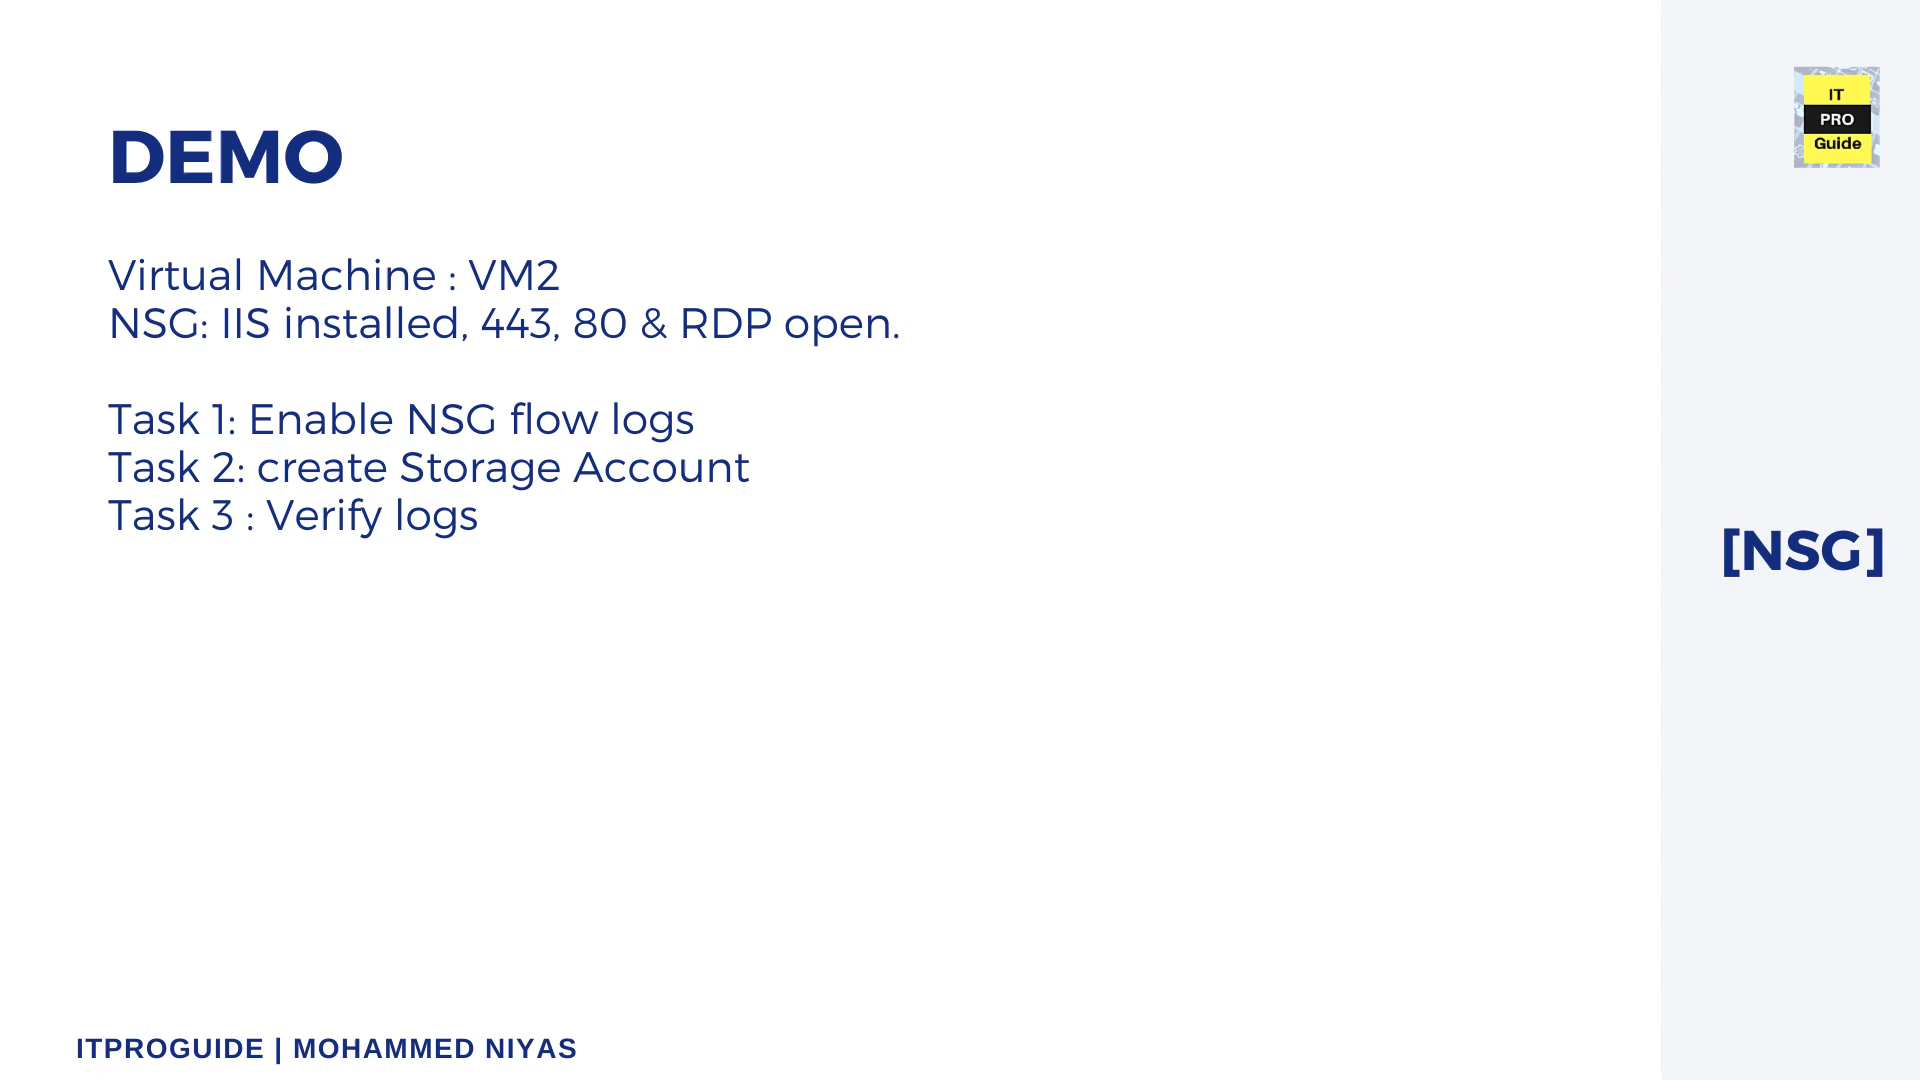 IT
PRO
Guide
DEMO
Virtual Machine : VM2
NSG: IIS installed, 443, 80 & RDP open.
Task 1: Enable NSG flow logs
Task 2: create Storage Account
Task 3 : Verify logs
[NSG]
ITPROGUIDE | MOHAMMED NIYAS